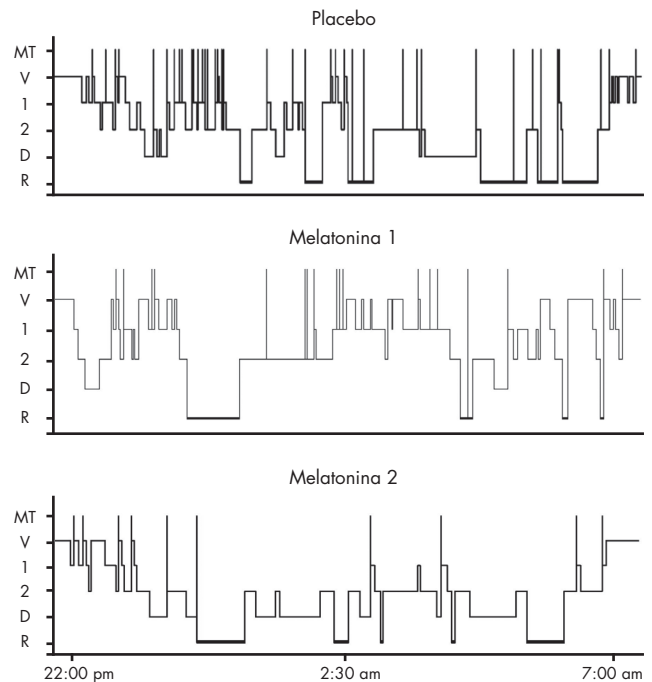 Placebo
MT
V
1
2
D
R
Melatonina 1
MT
V
1
2
D
R
Melatonina 2
MT
V
1
2
D
R
22:00 pm 2:30 am 7:00 am